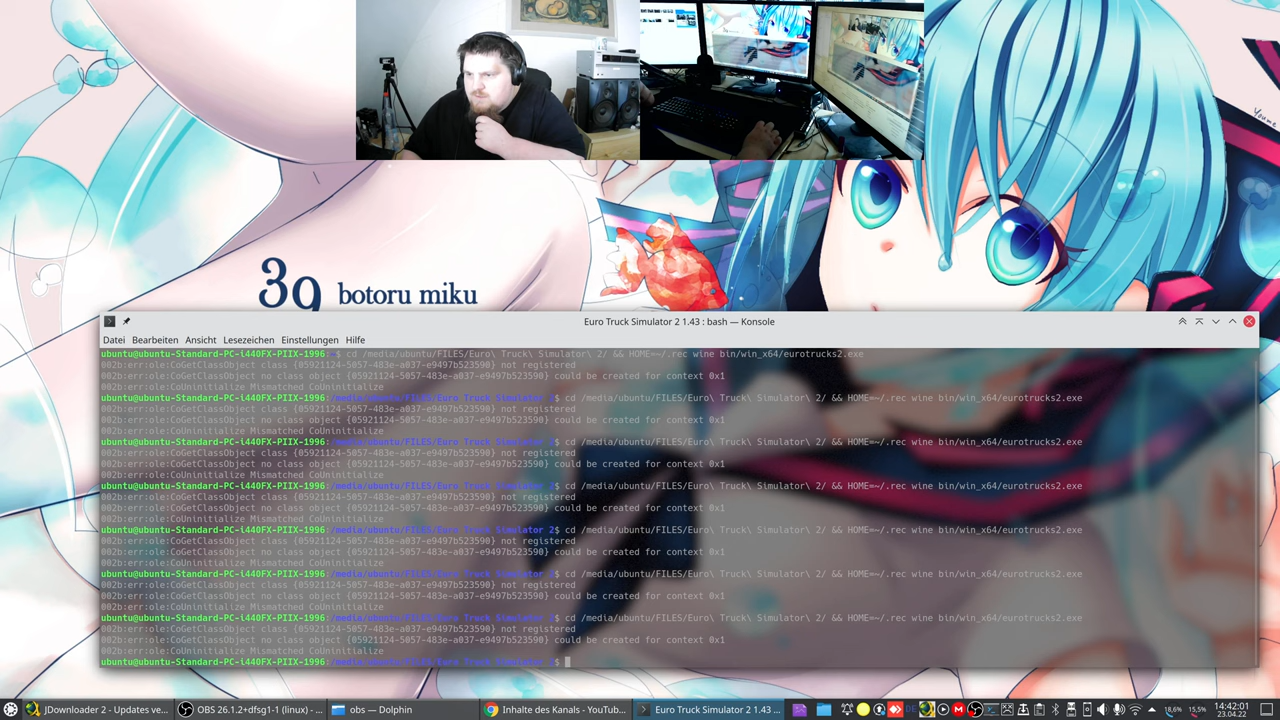 Youme
39 botoru miku
Euro Truck Simulator 2 1.43 : bash — Konsole
Datei Bearbeiten Ansicht Lesezeichen Einstellungen Hilfe
ubuntu@ubuntu-Standard-PC-i440FX-PIIX-1996:~$ cd /media/ubuntu/FILES/Euro\ Truck\ Simulator\ 2/ && HOME=~/.rec wine bin/win_x64/eurotrucks2.exe
002b:err:ole:CoGetClassObject class {05921124-5057-483e-a037-e9497b523590} not registered
002b:err:ole:CoGetClassObject no class object {05921124-5057-483e-a037-e9497b523590} could be created for context 0x1
002b:err:ole:CoUninitialize Mismatched CoUninitialize
ubuntu@ubuntu-Standard-PC-i440FX-PIIX-1996:/media/ubuntu/FILES/Euro Truck Simulator 2$ cd /media/ubuntu/FILES/Euro\ Truck\ Simulator\ 2/ && HOME=~/.rec wine bin/win_x64/eurotrucks2.exe
002b:err:ole:CoGetClassObject class {05921124-5057-483e-a037-e9497b523590} not registered
002b:err:ole:CoGetClassObject no class object {05921124-5057-483e-a037-e9497b523590} could be created for context 0x1
002b:err:ole:CoUninitialize Mismatched CoUninitialize
ubuntu@ubuntu-Standard-PC-i440FX-PIIX-1996:/media/ubuntu/FILES/Euro Truck Simulator 2$ cd /media/ubuntu/FILES/Euro\ Truck\ Simulator\ 2/ && HOME=~/.rec wine bin/win_x64/eurotrucks2.exe
002b:err:ole:CoGetClassObject class {05921124-5057-483e-a037-e9497b523590} not registered
002b:err:ole:CoGetClassObject no class object {05921124-5057-483e-a037-e9497b523590} could be created for context 0x1
002b:err:ole:CoUninitialize Mismatched CoUninitialize
ubuntu@ubuntu-Standard-PC-i440FX-PIIX-1996:/media/ubuntu/FILES/Euro Truck Simulator 2$ cd /media/ubuntu/FILES/Euro\ Truck\ Simulator\ 2/ && HOME=~/.rec wine bin/win_x64/eurotrucks2.exe
002b:err:ole:CoGetClassObject class {05921124-5057-483e-a037-e9497b523590} not registered
002b:err:ole:CoGetClassObject no class object {05921124-5057-483e-a037-e9497b523590} could be created for context 0x1
002b:err:ole:CoUninitialize Mismatched CoUninitialize
ubuntu@ubuntu-Standard-PC-i440FX-PIIX-1996:/media/ubuntu/FILES/Euro Truck Simulator 2$ cd /media/ubuntu/FILES/Euro\ Truck\ Simulator\ 2/ && HOME=~/.rec wine bin/win_x64/eurotrucks2.exe
002b:err:ole:CoGetClassObject class {05921124-5057-483e-a037-e9497b523590} not registered
002b:err:ole:CoGetClassObject no class object {05921124-5057-483e-a037-e9497b523590} could be created for context 0x1
002b:err:ole:CoUninitialize Mismatched CoUninitialize
ubuntu@ubuntu-Standard-PC-i440FX-PIIX-1996:/media/ubuntu/FILES/Euro Truck Simulator 2$ cd /media/ubuntu/FILES/Euro\ Truck\ Simulator\ 2/ && HOME=~/.rec wine bin/win_x64/eurotrucks2.exe
002b:err:ole:CoGetClassObject class {05921124-5057-483e-a037-e9497b523590} not registered
002b:err:ole:CoGetClassObject no class object {05921124-5057-483e-a037-e9497b523590} could be created for context 0x1
002b:err:ole:CoUninitialize Mismatched CoUninitialize
ubuntu@ubuntu-Standard-PC-i440FX-PIIX-1996:/media/ubuntu/FILES/Euro Truck Simulator 2$ cd /media/ubuntu/FILES/Euro\ Truck\ Simulator\ 2/ && HOME=~/.rec wine bin/win_x64/eurotrucks2.exe
002b:err:ole:CoGetClassObject class {05921124-5057-483e-a037-e9497b523590} not registered
002b:err:ole:CoGetClassObject no class object {05921124-5057-483e-a037-e9497b523590} could be created for context 0x1
002b:err:ole:CoUninitialize Mismatched CoUninitialize
ubuntu@ubuntu-Standard-PC-i440FX-PIIX-1996:/media/ubuntu/FILES/Euro Truck Simulator 2$
JDownloader 2 - Updates ve... OBS 26.1.2+dfsg1-1 (linux) - ... obs — Dolphin Inhalte des Kanals - YouTub... Euro Truck Simulator 2 1.43 ... DE 18,6% 15,5% 14:42:01
23.04.22